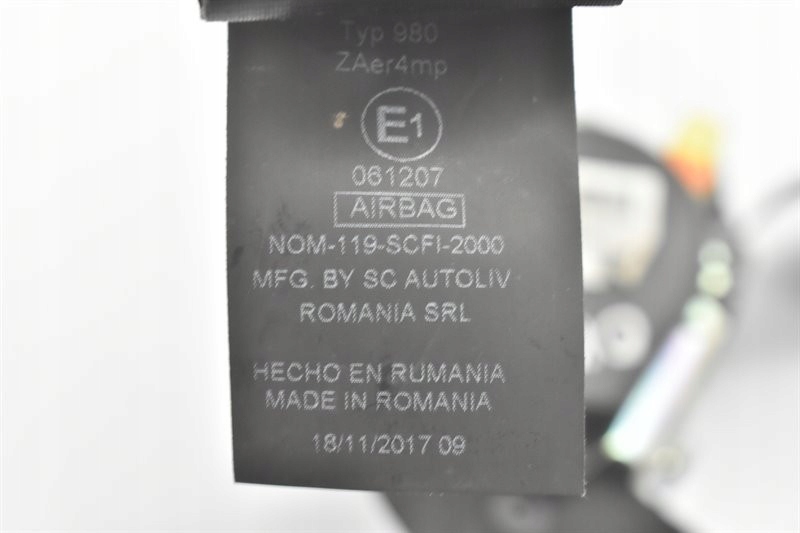 Typ 980
ZAer4mp
E1
061207
AIRBAG
NOM-119-SCFI-2000
MFG. BY SC AUTOLIV
ROMANIA SRL
HECHO EN RUMANIA
MADE IN ROMANIA
18/11/2017 09